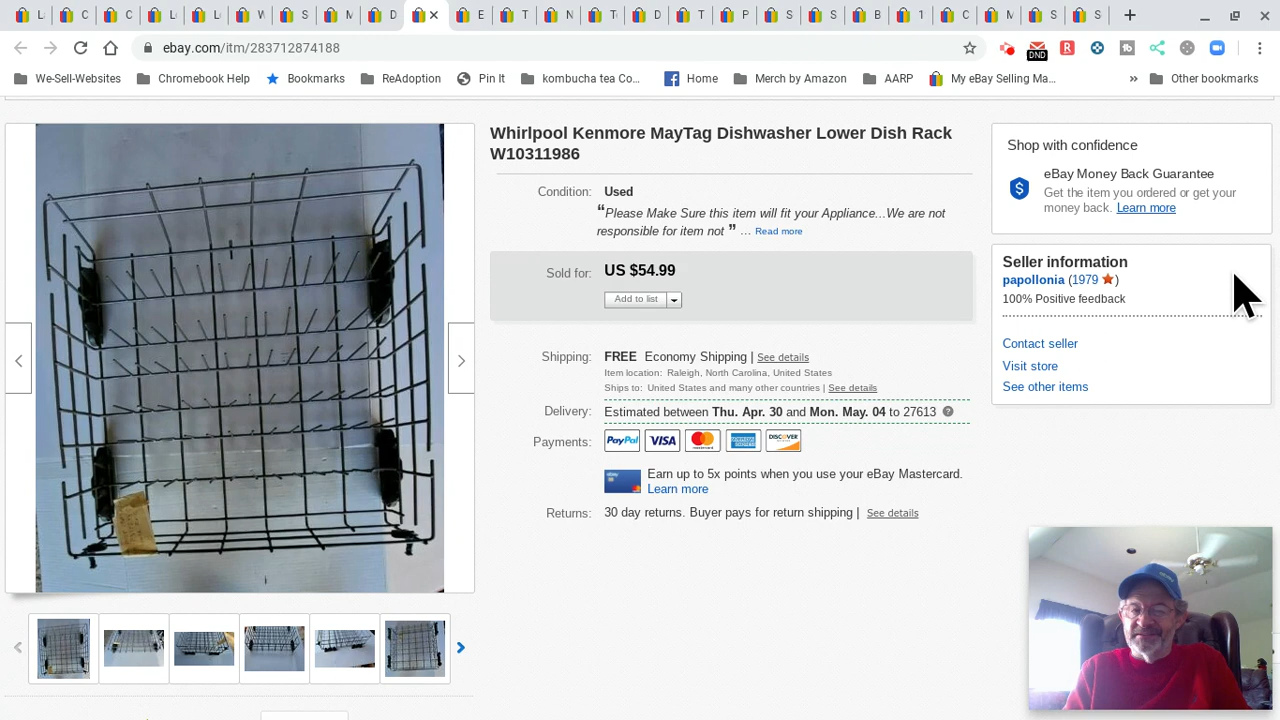 L
C
C
L
L
W
S
M
D
E
T
N
T
D
T
P
S
S
B
1
C
M
S
S
ebay.com/itm/283712874188
DND
We-Sell-Websites
Chromebook Help
Bookmarks
ReAdoption
Pin It
kombucha tea Co...
Home
Merch by Amazon
AARP
My eBay Selling Ma...
»
Other bookmarks
Whirlpool Kenmore MayTag Dishwasher Lower Dish Rack
W10311986
Condition: Used
“Please Make Sure this item will fit your Appliance...We are not
responsible for item not ” ... Read more
Sold for: US $54.99
Add to list
Shipping: FREE Economy Shipping | See details
Item location: Raleigh, North Carolina, United States
Ships to: United States and many other countries | See details
Delivery: Estimated between Thu. Apr. 30 and Mon. May. 04 to 27613
Payments: PayPal VISA mastercard AMERICAN EXPRESS DISCOVER
Earn up to 5x points when you use your eBay Mastercard.
Learn more
Returns: 30 day returns. Buyer pays for return shipping | See details
Shop with confidence
eBay Money Back Guarantee
Get the item you ordered or get your
money back. Learn more
Seller information
papollonia (1979)
100% Positive feedback
Contact seller
Visit store
See other items